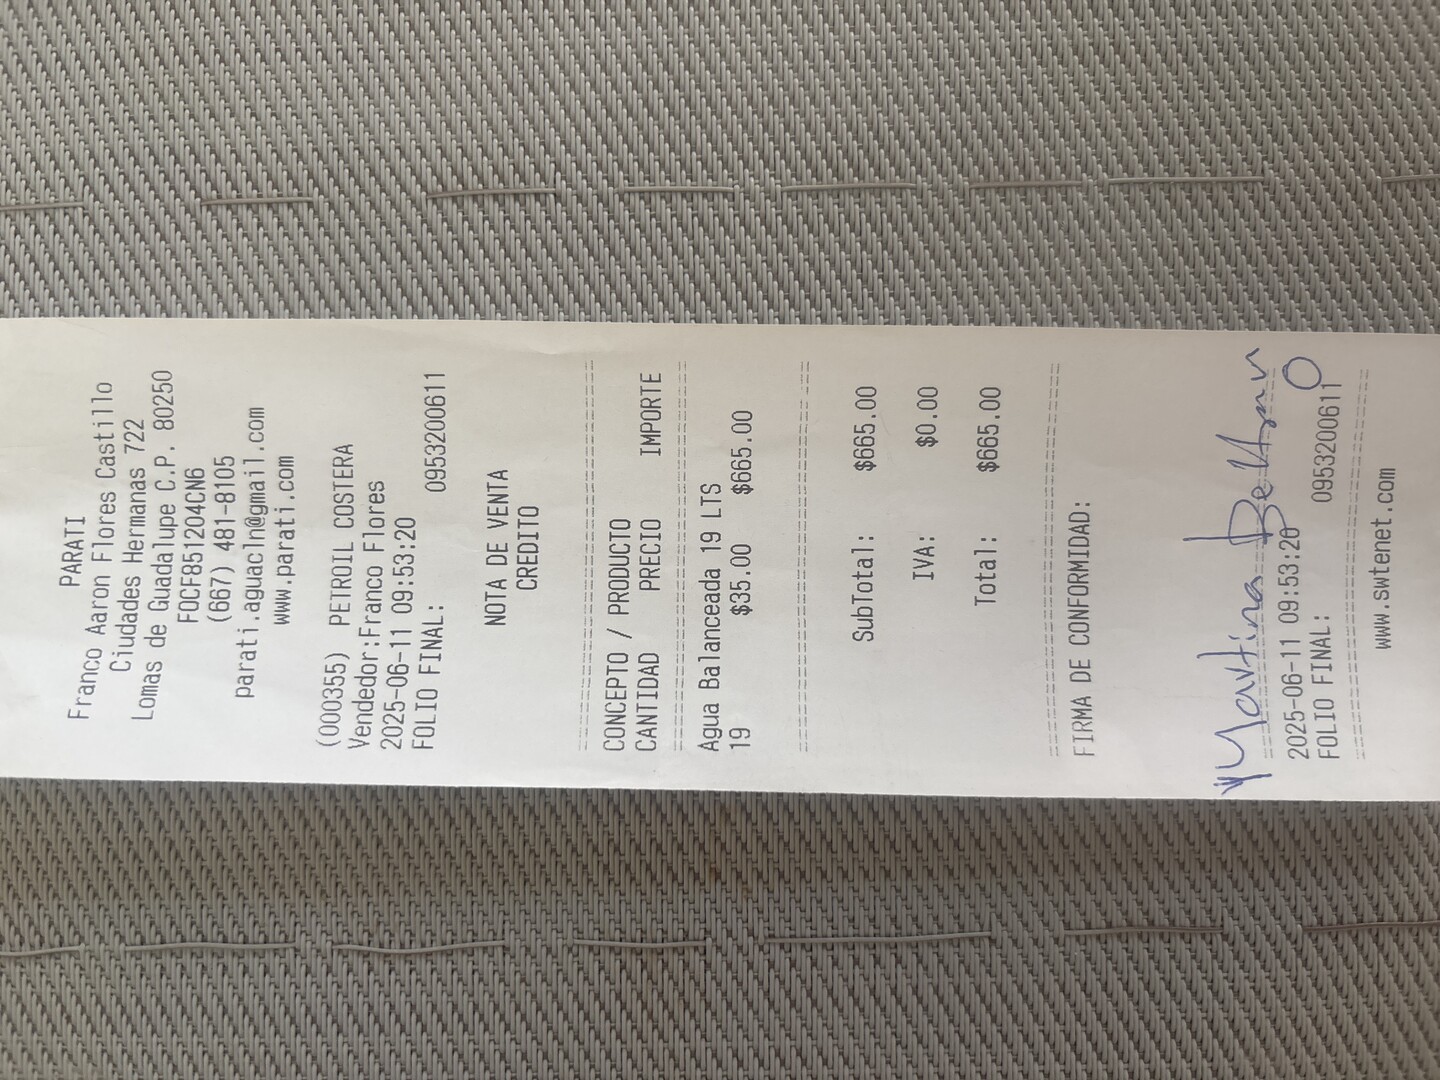 PARATI
Franco Aaron Flores Castillo
Ciudades Hermanas 722
Lomas de Guadalupe C.P. 80250
FOCF851204CN6
(667) 481-8105
parati.aguacln@gmail.com
www.parati.com
(000355) PETROIL COSTERA
Vendedor:Franco Flores
2025-06-11 09:53:20
FOLIO FINAL: 0953200611
NOTA DE VENTA
CREDITO
CONCEPTO / PRODUCTO
CANTIDAD PRECIO IMPORTE
Agua Balanceada 19 LTS
19 $35.00 $665.00
SubTotal: $665.00
IVA: $0.00
Total: $665.00
FIRMA DE CONFORMIDAD:
Martina Beltran
2025-06-11 09:53:20
FOLIO FINAL: 0953200611
www.swtenet.com